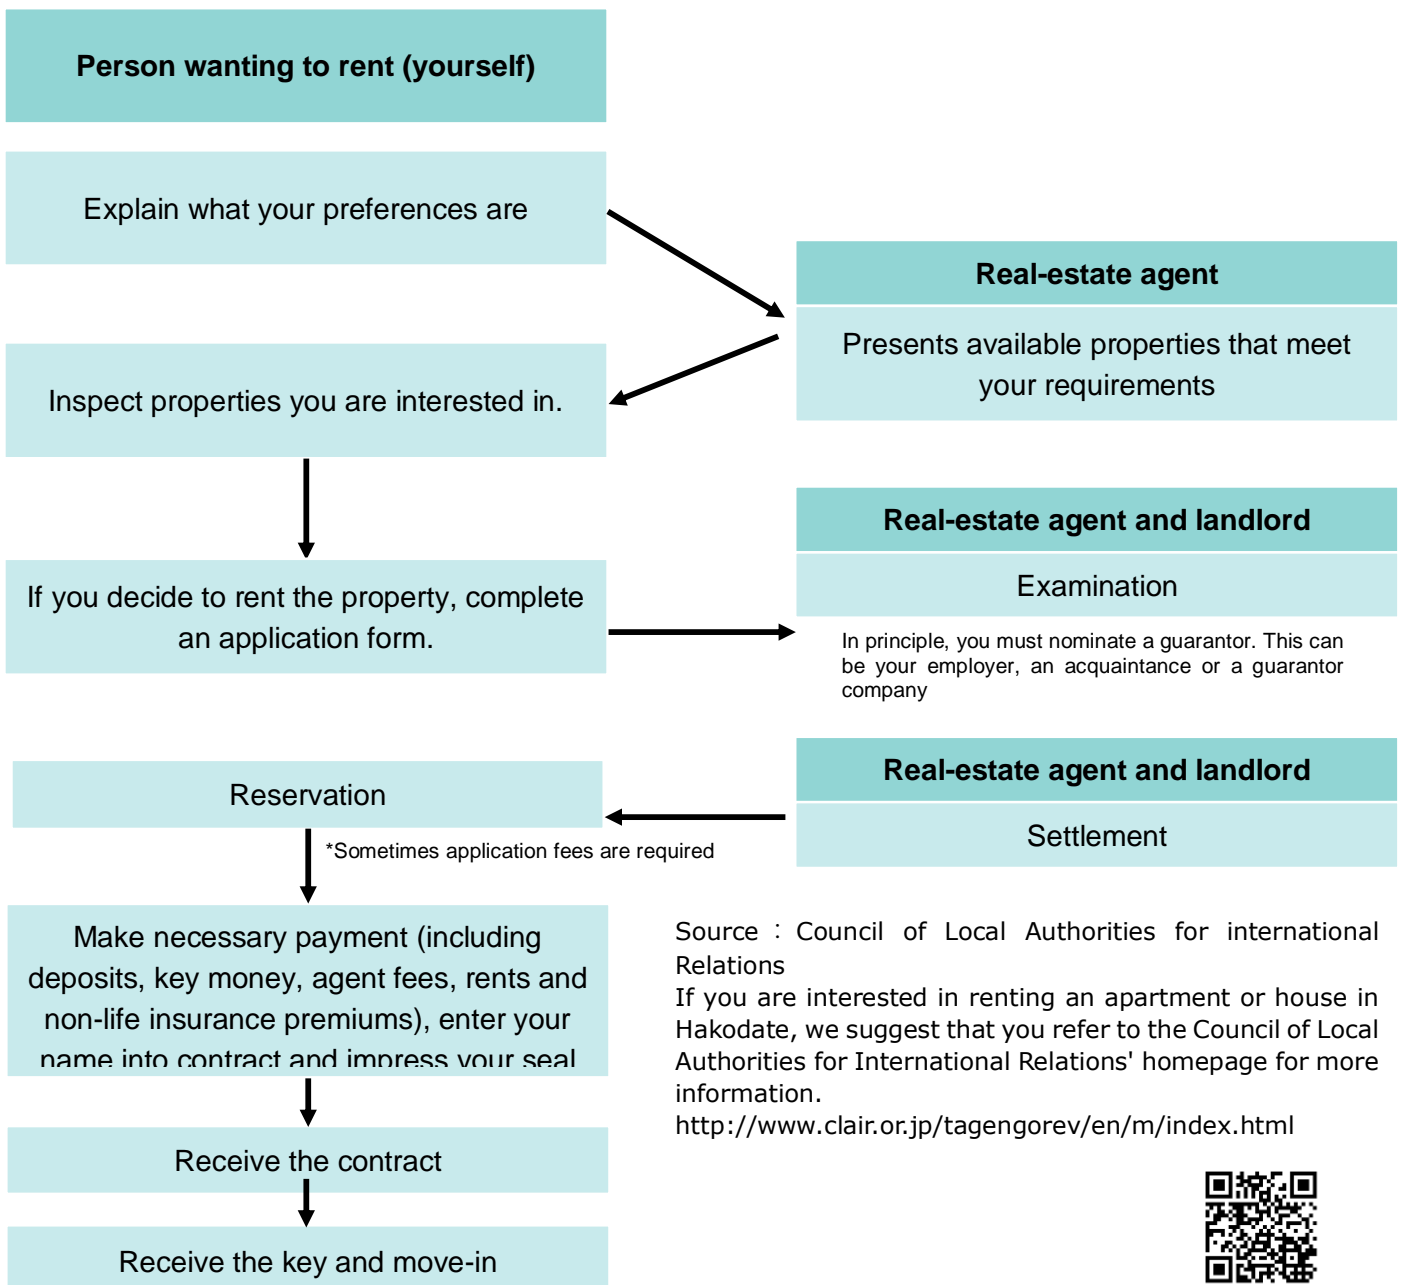 Person wanting to rent (yourself)
Explain what your preferences are
Real-estate agent
Presents available properties that meet
your requirements
Inspect properties you are interested in.
If you decide to rent the property, complete
an application form.
Real-estate agent and landlord
Examination
In principle, you must nominate a guarantor. This can
be your employer, an acquaintance or a guarantor
company
Real-estate agent and landlord
Settlement
Reservation
*Sometimes application fees are required
Make necessary payment (including
deposits, key money, agent fees, rents and
non-life insurance premiums), enter your
name into contract and impress your seal
Receive the contract
Receive the key and move-in
Source：Council of Local Authorities for international
Relations
If you are interested in renting an apartment or house in
Hakodate, we suggest that you refer to the Council of Local
Authorities for International Relations' homepage for more
information.
http://www.clair.or.jp/tagengorev/en/m/index.html